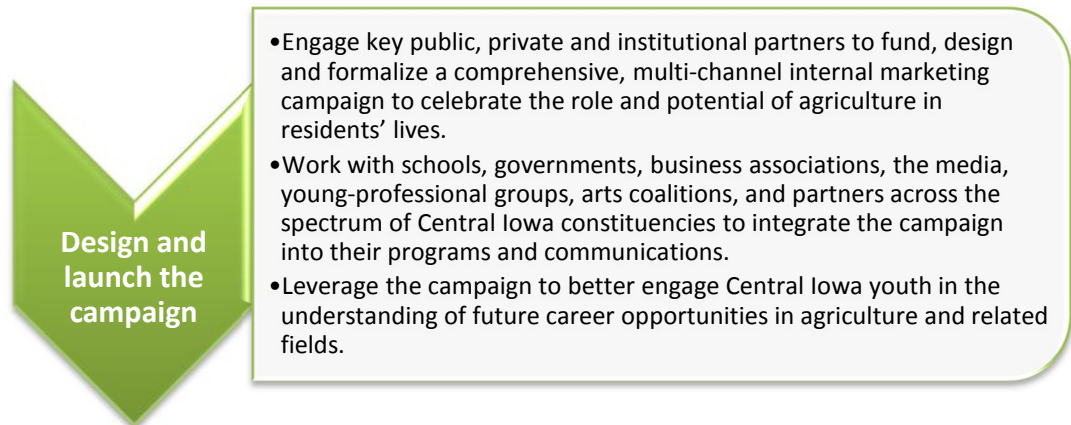 Design and
launch the
campaign
•Engage key public, private and institutional partners to fund, design
and formalize a comprehensive, multi-channel internal marketing
campaign to celebrate the role and potential of agriculture in
residents’ lives.
•Work with schools, governments, business associations, the media,
young-professional groups, arts coalitions, and partners across the
spectrum of Central Iowa constituencies to integrate the campaign
into their programs and communications.
•Leverage the campaign to better engage Central Iowa youth in the
understanding of future career opportunities in agriculture and related
fields.